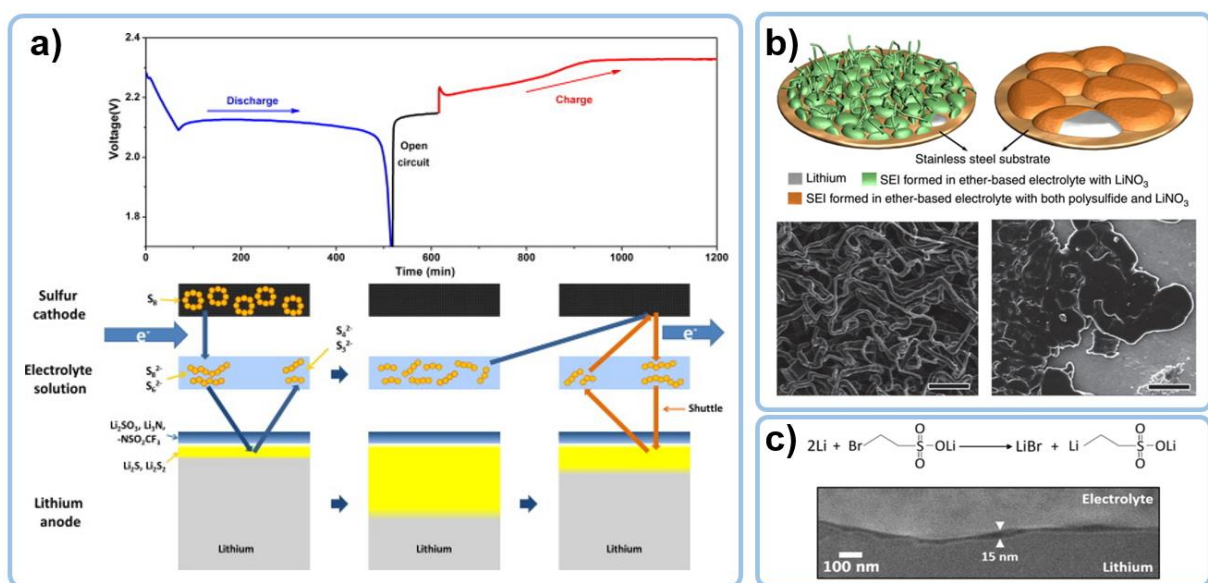 a)
2.4
2.2
2.0
1.8
Voltage(V)
Discharge
Open
circuit
Charge
0
200
400
600
800
1000
1200
Time (min)
Sulfur
cathode
S₈
e⁻
e⁻
S₄²⁻
S₃²⁻
Electrolyte
solution
S₈²⁻
S₆²⁻
Shuttle
Li₂SO₃, Li₃N,
-NSO₂CF₃
Li₂S, Li₂S₂
Lithium
anode
Lithium
Lithium
Lithium
b)
Stainless steel substrate
Lithium
SEI formed in ether-based electrolyte with LiNO₃
SEI formed in ether-based electrolyte with both polysulfide and LiNO₃
c)
2Li + Br S O O OLi LiBr + Li S O O OLi
Electrolyte
15 nm
100 nm
Lithium